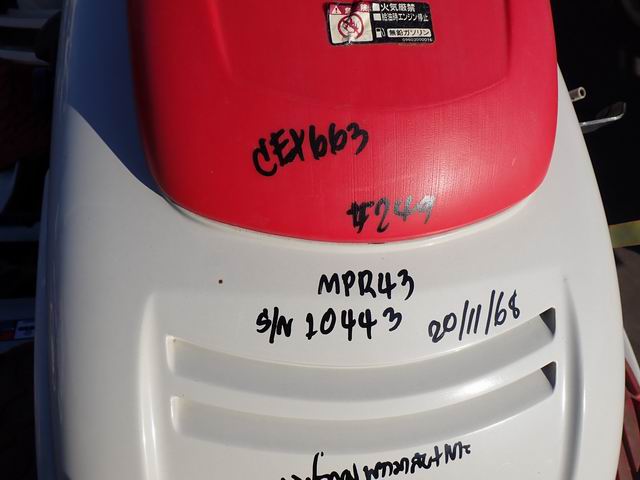 火気厳禁
給油時エンジン停止
無鉛ガソリン
CEX663
#249
MPR43
S/N 10443 20/11/68